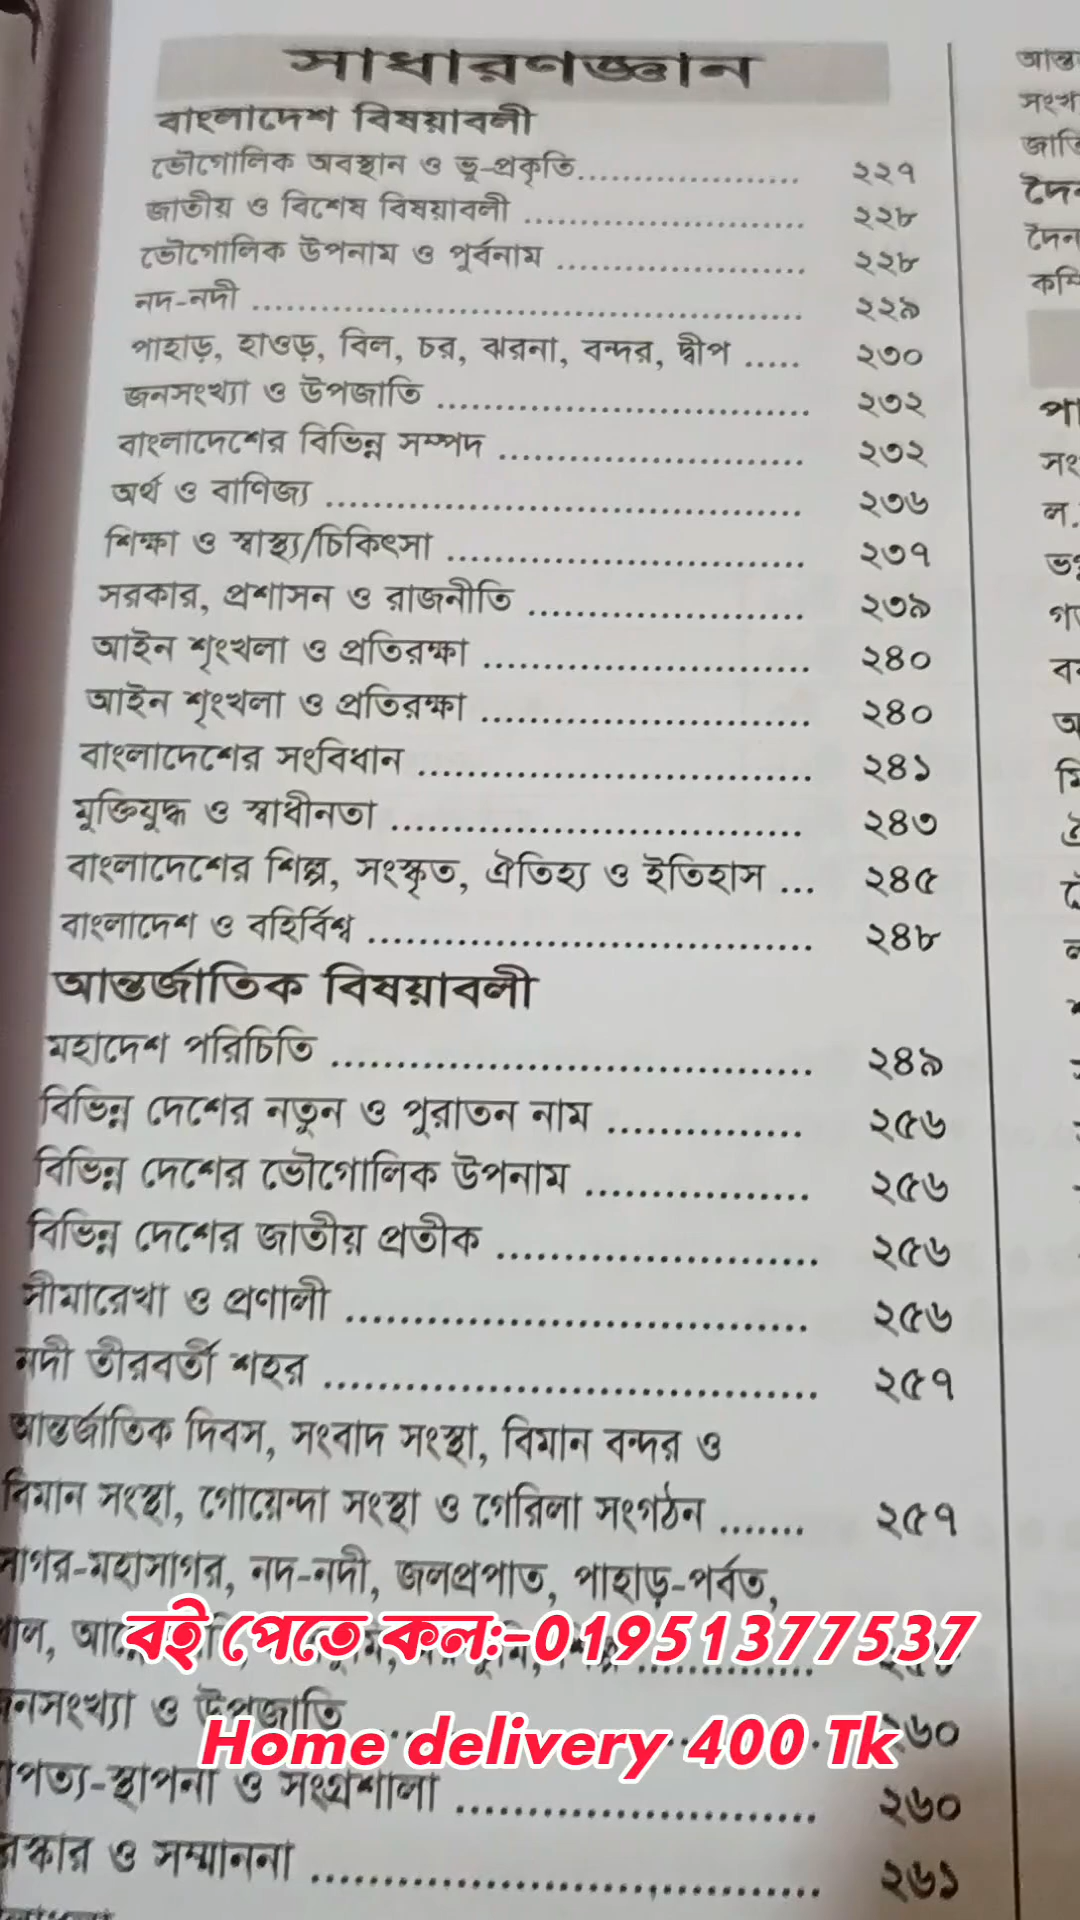 সাধারণজ্ঞান
বাংলাদেশ বিষয়াবলী
ভৌগোলিক অবস্থান ও ভূ-প্রকৃতি..................... ২২৭
জাতীয় ও বিশেষ বিষয়াবলী ........................... ২২৮
ভৌগোলিক উপনাম ও পূর্বনাম ........................ ২২৮
নদ-নদী ..................................................... ২২৯
পাহাড়, হাওড়, বিল, চর, ঝরনা, বন্দর, দ্বীপ ..... ২৩০
জনসংখ্যা ও উপজাতি ................................... ২৩২
বাংলাদেশের বিভিন্ন সম্পদ ............................. ২৩২
অর্থ ও বাণিজ্য ............................................ ২৩৬
শিক্ষা ও স্বাস্থ্য/চিকিৎসা ................................. ২৩৭
সরকার, প্রশাসন ও রাজনীতি ......................... ২৩৯
আইন শৃংখলা ও প্রতিরক্ষা ............................. ২৪০
আইন শৃংখলা ও প্রতিরক্ষা ............................. ২৪০
বাংলাদেশের সংবিধান ................................... ২৪১
মুক্তিযুদ্ধ ও স্বাধীনতা ..................................... ২৪৩
বাংলাদেশের শিল্প, সংস্কৃত, ঐতিহ্য ও ইতিহাস ... ২৪৫
বাংলাদেশ ও বহির্বিশ্ব ...................................... ২৪৮
আন্তর্জাতিক বিষয়াবলী
মহাদেশ পরিচিতি ....................................... ২৪৯
বিভিন্ন দেশের নতুন ও পুরাতন নাম ............... ২৫৬
বিভিন্ন দেশের ভৌগোলিক উপনাম ................. ২৫৬
বিভিন্ন দেশের জাতীয় প্রতীক ........................ ২৫৬
সীমারেখা ও প্রণালী .................................... ২৫৬
নদী তীরবর্তী শহর ...................................... ২৫৭
আন্তর্জাতিক দিবস, সংবাদ সংস্থা, বিমান বন্দর ও
বিমান সংস্থা, গোয়েন্দা সংস্থা ও গেরিলা সংগঠন ....... ২৫৭
সাগর-মহাসাগর, নদ-নদী, জলপ্রপাত, পাহাড়-পর্বত,
বই পেতে কল:-01951377537
জনসংখ্যা ও উপজাতি ..... ২৬০
Home delivery 400 Tk
স্থাপত্য-স্থাপনা ও সংগ্রশালা ............................ ২৬০
পুরস্কার ও সম্মাননা ....................................... ২৬১